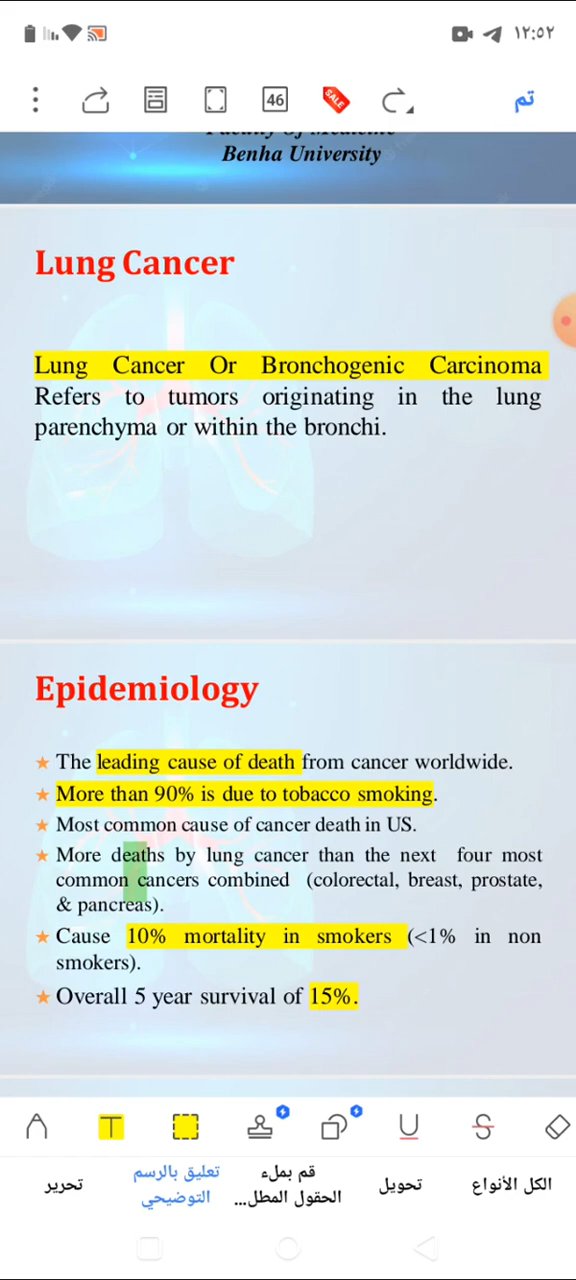 ١٢:٥٢
46
SALE
تم
Faculty of Medicine
Benha University
Lung Cancer
Lung Cancer Or Bronchogenic Carcinoma
Refers to tumors originating in the lung
parenchyma or within the bronchi.
Epidemiology
The leading cause of death from cancer worldwide.
More than 90% is due to tobacco smoking.
Most common cause of cancer death in US.
More deaths by lung cancer than the next four most
common cancers combined (colorectal, breast, prostate,
& pancreas).
Cause 10% mortality in smokers (<1% in non
smokers).
Overall 5 year survival of 15%.
الكل الأنواع
تحويل
قم بملء
الحقول المطل...
تعليق بالرسم
التوضيحي
تحرير